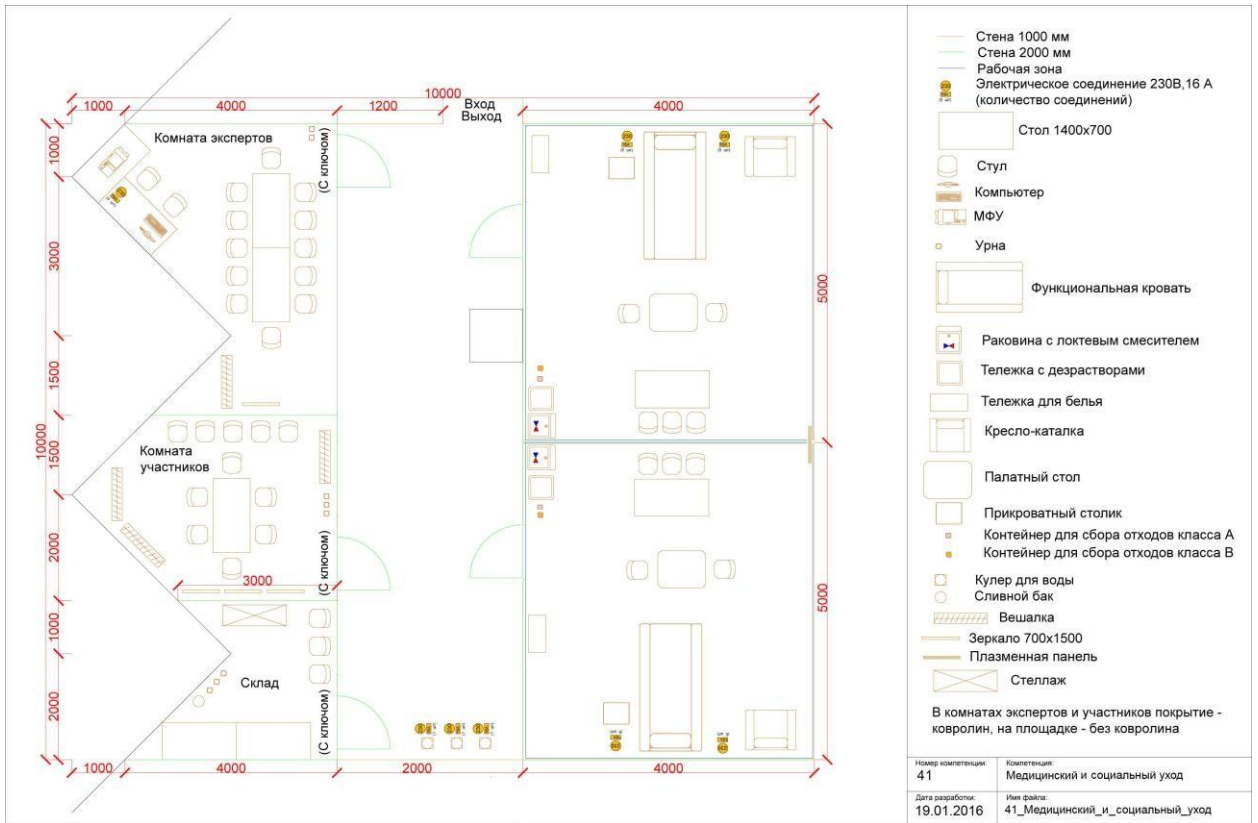 10000
1000
4000
1200
Вход
Выход
4000
1000
3000
1500
10000
1500
2000
1000
2000
Комната экспертов
(С ключом)
Комната
участников
(С ключом)
3000
Склад
(С ключом)
5000
5000
1000
4000
2000
4000
Стена 1000 мм
Стена 2000 мм
Рабочая зона
Электрическое соединение 230В,16 А
(количество соединений)
Стол 1400x700
Стул
Компьютер
МФУ
Урна
Функциональная кровать
Раковина с локтевым смесителем
Тележка с дезрастворами
Тележка для белья
Кресло-каталка
Палатный стол
Прикроватный столик
Контейнер для сбора отходов класса А
Контейнер для сбора отходов класса В
Кулер для воды
Сливной бак
Вешалка
Зеркало 700x1500
Плазменная панель
Стеллаж
В комнатах экспертов и участников покрытие -
ковролин, на площадке - без ковролина
Номер компетенции:
41
Компетенция:
Медицинский и социальный уход
Дата разработки:
19.01.2016
Имя файла:
41_Медицинский_и_социальный_уход